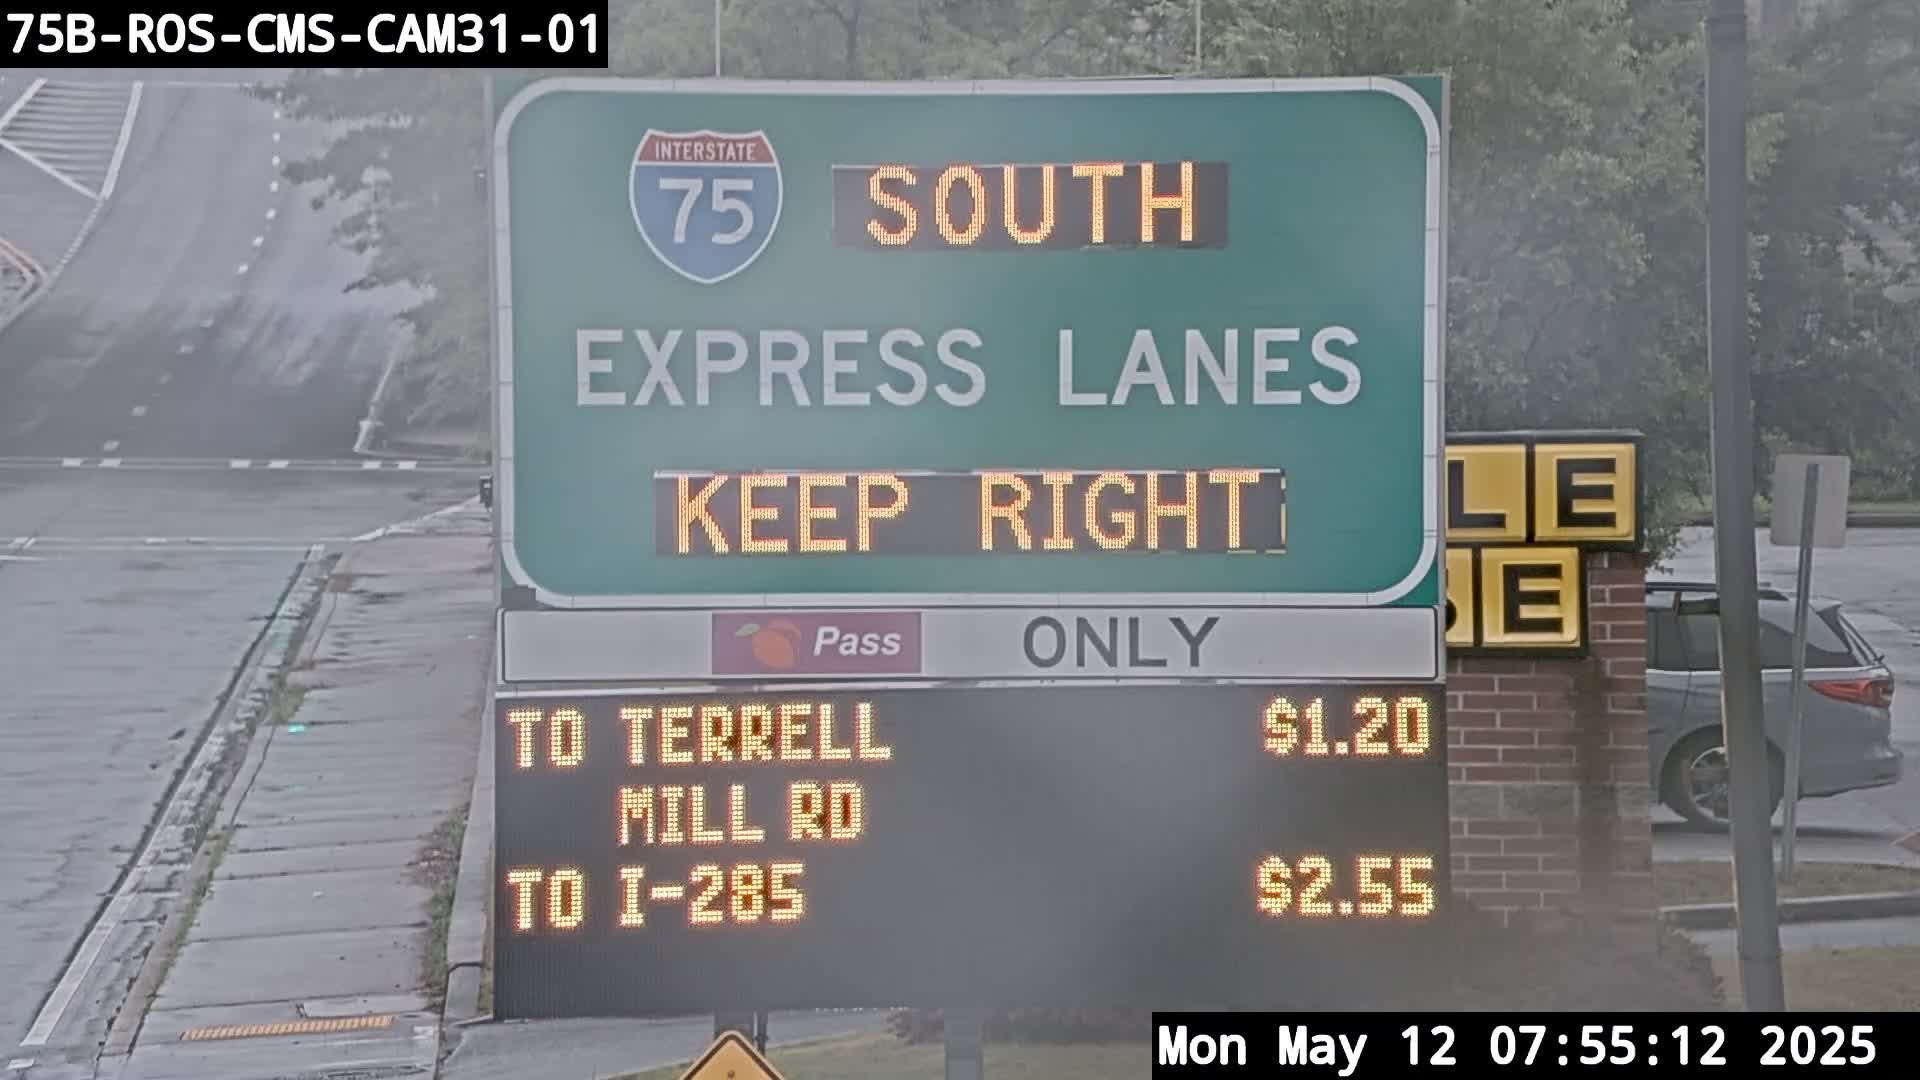 75B-ROS-CMS-CAM31-01
INTERSTATE
75
SOUTH
EXPRESS LANES
KEEP RIGHT
Pass ONLY
LE
E
TO TERRELL $1.20
MILL RD
TO I-285 $2.55
Mon May 12 07:55:12 2025